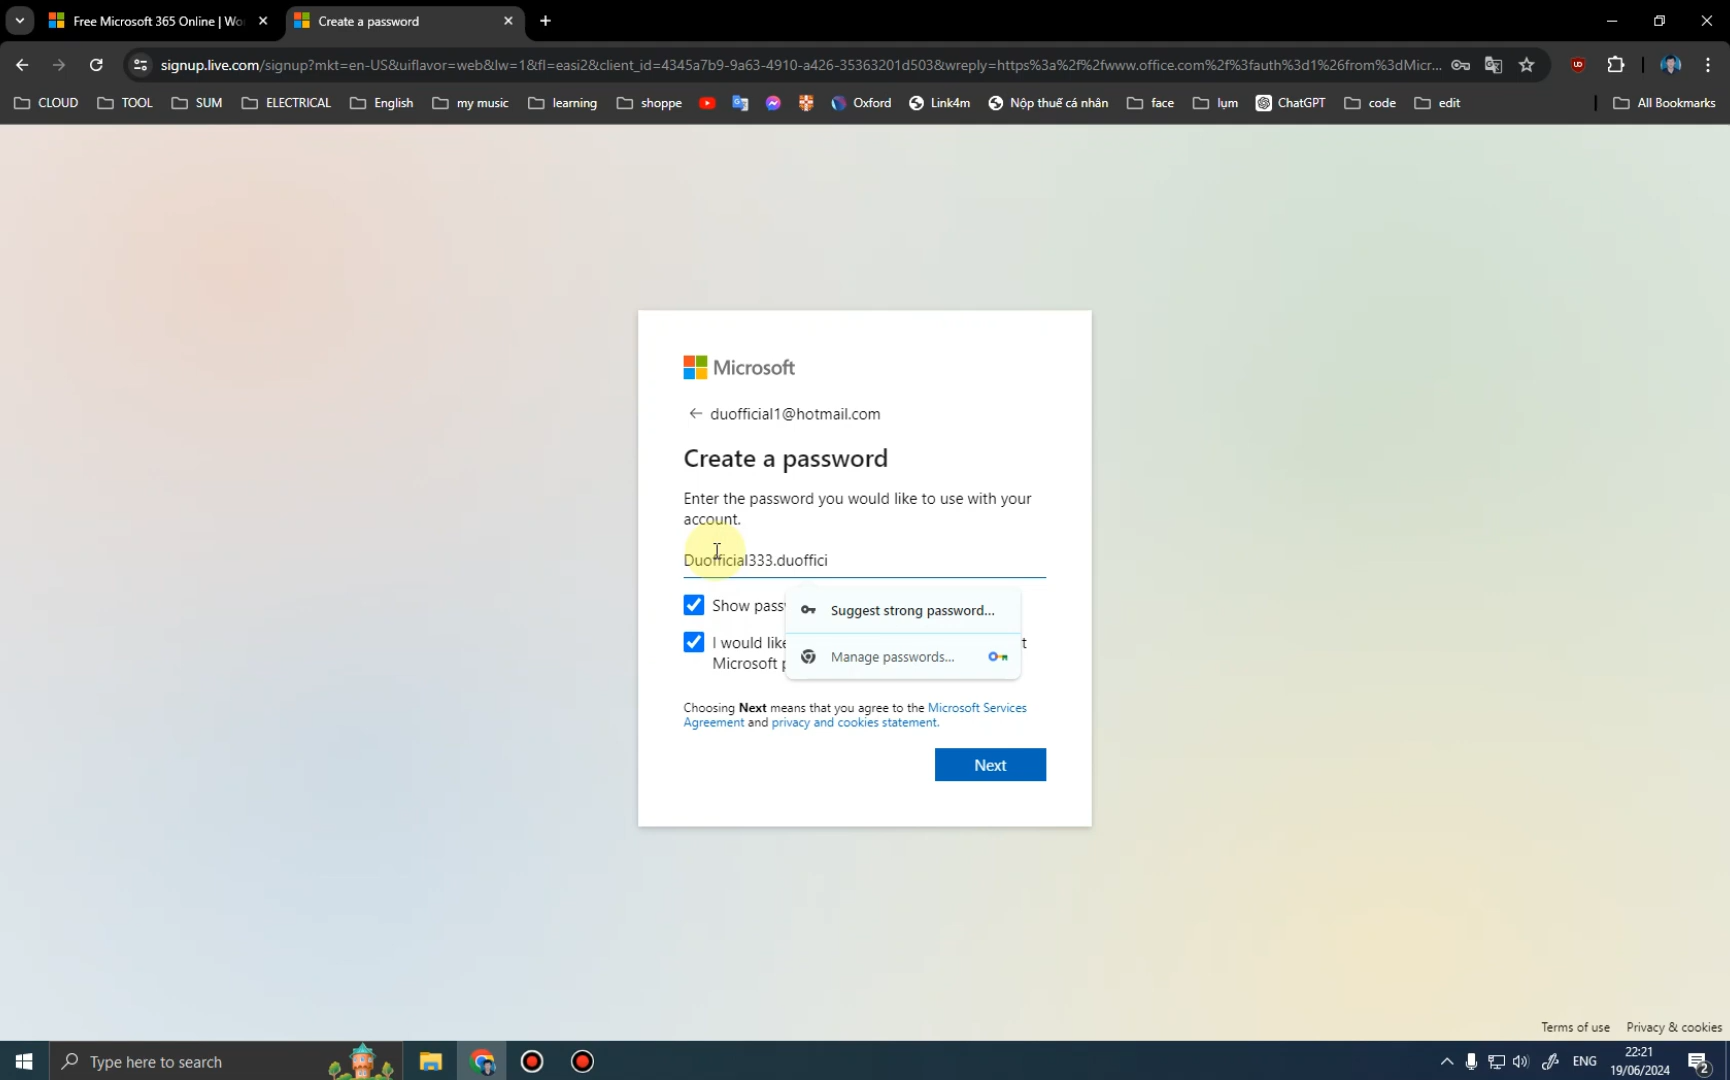 Free Microsoft 365 Online | Wo
Create a password
signup.live.com/signup?mkt=en-US&uiflavor=web&lw=1&fl=easi2&client_id=4345a7b9-9a63-4910-a426-35363201d503&wreply=https%3a%2f%2fwww.office.com%2f%3fauth%3d1%26from%3dMicr...
CLOUD TOOL SUM ELECTRICAL English my music learning shoppe Oxford Link4m Nộp thuế cá nhân face lụm ChatGPT code edit All Bookmarks
Microsoft
← duofficial1@hotmail.com
Create a password
Enter the password you would like to use with your
account.
Duofficial333.duoffici
Show passw
Suggest strong password...
I would like
t
Microsoft p
Manage passwords...
Choosing Next means that you agree to the Microsoft Services
Agreement and privacy and cookies statement.
Next
Terms of use Privacy & cookies
Type here to search
ENG
22:21
19/06/2024
2